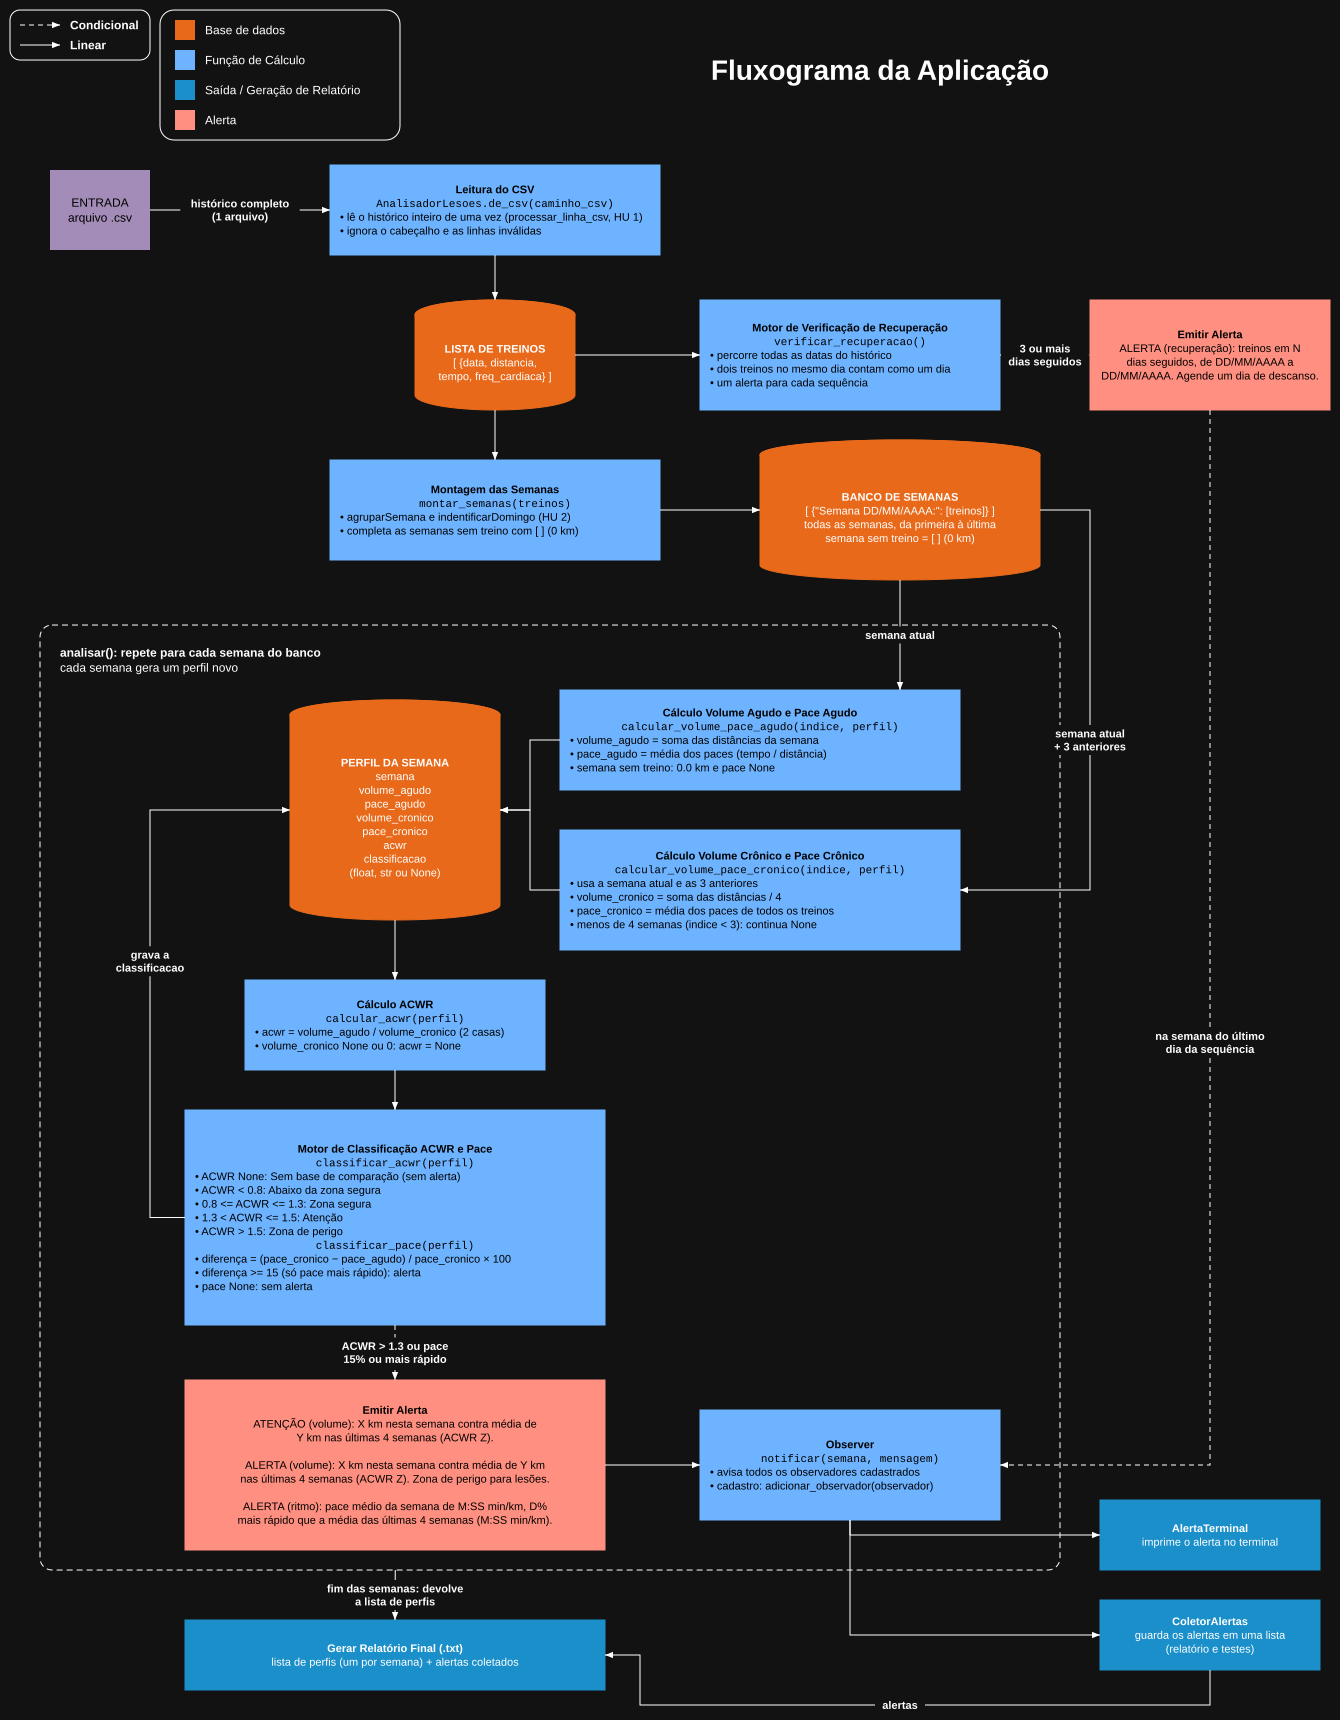 Condicional
Linear
Base de dados
Função de Cálculo
Saída / Geração de Relatório
Alerta
Fluxograma da Aplicação
ENTRADA
arquivo .csv
histórico completo
(1 arquivo)
Leitura do CSV
AnalisadorLesoes.de_csv(caminho_csv)
• lê o histórico inteiro de uma vez (processar_linha_csv, HU 1)
• ignora o cabeçalho e as linhas inválidas
LISTA DE TREINOS
[ {data, distancia,
tempo, freq_cardiaca} ]
Motor de Verificação de Recuperação
verificar_recuperacao()
• percorre todas as datas do histórico
• dois treinos no mesmo dia contam como um dia
• um alerta para cada sequência
3 ou mais
dias seguidos
Emitir Alerta
ALERTA (recuperação): treinos em N
dias seguidos, de DD/MM/AAAA a
DD/MM/AAAA. Agende um dia de descanso.
Montagem das Semanas
montar_semanas(treinos)
• agruparSemana e indentificarDomingo (HU 2)
• completa as semanas sem treino com [ ] (0 km)
BANCO DE SEMANAS
[ {"Semana DD/MM/AAAA:": [treinos]} ]
todas as semanas, da primeira à última
semana sem treino = [ ] (0 km)
semana atual
analisar(): repete para cada semana do banco
cada semana gera um perfil novo
Cálculo Volume Agudo e Pace Agudo
calcular_volume_pace_agudo(indice, perfil)
• volume_agudo = soma das distâncias da semana
• pace_agudo = média dos paces (tempo / distância)
• semana sem treino: 0.0 km e pace None
semana atual
+ 3 anteriores
PERFIL DA SEMANA
semana
volume_agudo
pace_agudo
volume_cronico
pace_cronico
acwr
classificacao
(float, str ou None)
Cálculo Volume Crônico e Pace Crônico
calcular_volume_pace_cronico(indice, perfil)
• usa a semana atual e as 3 anteriores
• volume_cronico = soma das distâncias / 4
• pace_cronico = média dos paces de todos os treinos
• menos de 4 semanas (indice < 3): continua None
grava a
classificacao
Cálculo ACWR
calcular_acwr(perfil)
• acwr = volume_agudo / volume_cronico (2 casas)
• volume_cronico None ou 0: acwr = None
na semana do último
dia da sequência
Motor de Classificação ACWR e Pace
classificar_acwr(perfil)
• ACWR None: Sem base de comparação (sem alerta)
• ACWR < 0.8: Abaixo da zona segura
• 0.8 <= ACWR <= 1.3: Zona segura
• 1.3 < ACWR <= 1.5: Atenção
• ACWR > 1.5: Zona de perigo
classificar_pace(perfil)
• diferença = (pace_cronico − pace_agudo) / pace_cronico × 100
• diferença >= 15 (só pace mais rápido): alerta
• pace None: sem alerta
ACWR > 1.3 ou pace
15% ou mais rápido
Emitir Alerta
ATENÇÃO (volume): X km nesta semana contra média de
Y km nas últimas 4 semanas (ACWR Z).
ALERTA (volume): X km nesta semana contra média de Y km
nas últimas 4 semanas (ACWR Z). Zona de perigo para lesões.
ALERTA (ritmo): pace médio da semana de M:SS min/km, D%
mais rápido que a média das últimas 4 semanas (M:SS min/km).
Observer
notificar(semana, mensagem)
• avisa todos os observadores cadastrados
• cadastro: adicionar_observador(observador)
AlertaTerminal
imprime o alerta no terminal
fim das semanas: devolve
a lista de perfis
ColetorAlertas
guarda os alertas em uma lista
(relatório e testes)
Gerar Relatório Final (.txt)
lista de perfis (um por semana) + alertas coletados
alertas